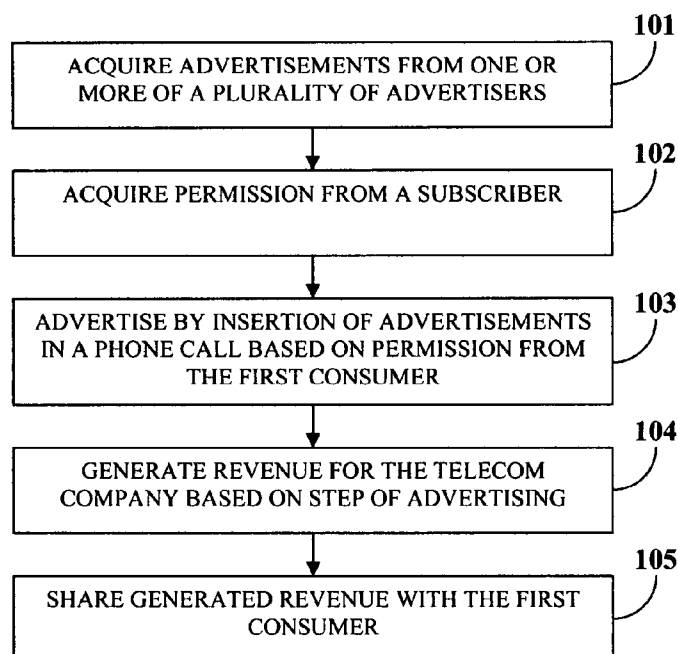 101
ACQUIRE ADVERTISEMENTS FROM ONE OR
MORE OF A PLURALITY OF ADVERTISERS
102
ACQUIRE PERMISSION FROM A SUBSCRIBER
103
ADVERTISE BY INSERTION OF ADVERTISEMENTS
IN A PHONE CALL BASED ON PERMISSION FROM
THE FIRST CONSUMER
104
GENERATE REVENUE FOR THE TELECOM
COMPANY BASED ON STEP OF ADVERTISING
105
SHARE GENERATED REVENUE WITH THE FIRST
CONSUMER